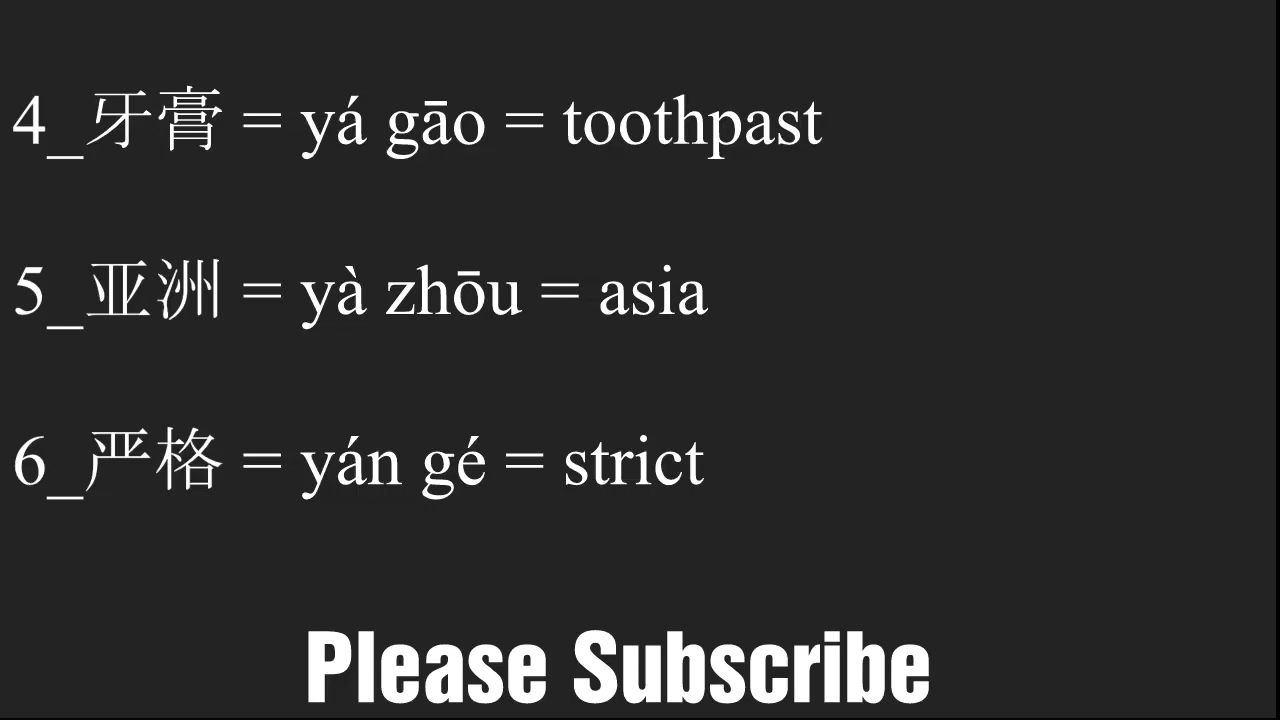 4_牙膏 = yá gāo = toothpast
5_亚洲 = yà zhōu = asia
6_严格 = yán gé = strict
Please Subscribe